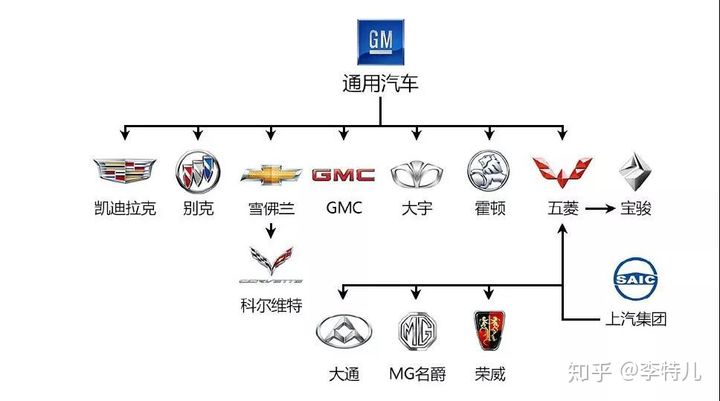 GM
通用汽车
凯迪拉克
别克
雪佛兰
GMC
GMC
大宇
霍顿
五菱
宝骏
CORVETTE
科尔维特
SAIC
上汽集团
MG
大通
MG名爵
荣威
知乎 @李特儿